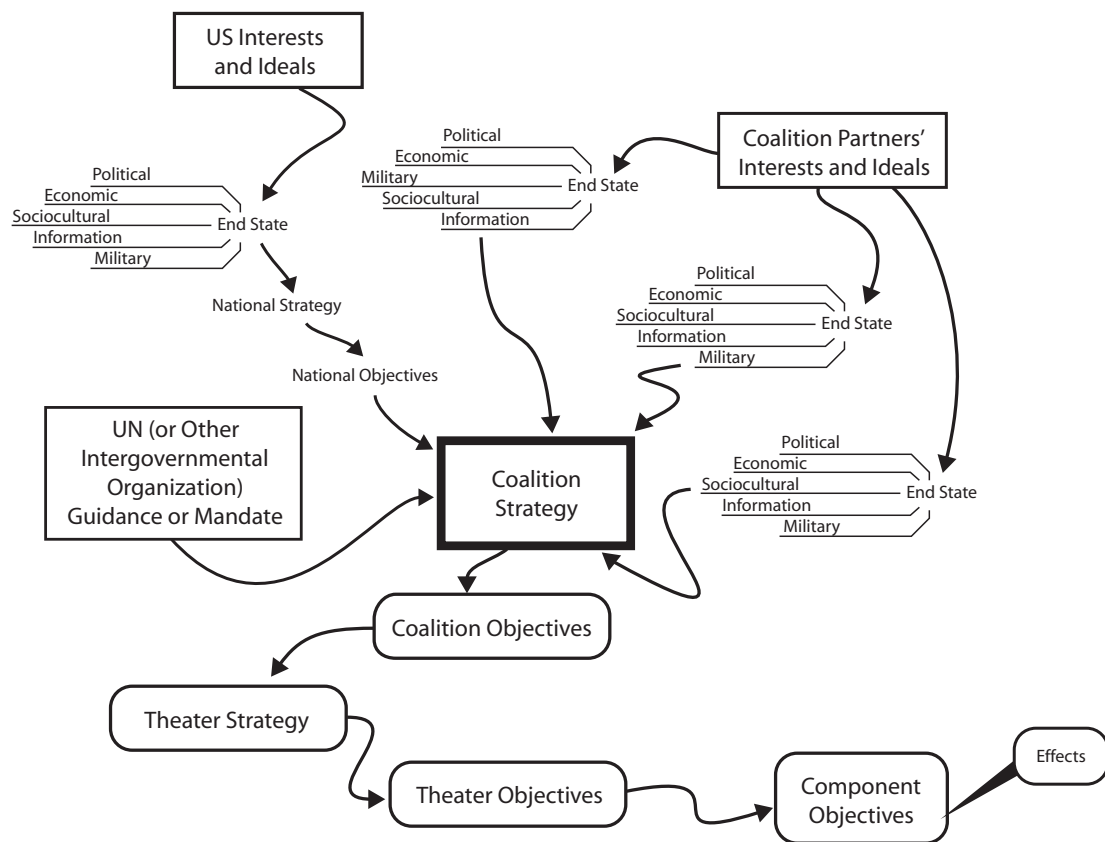 US Interests
and Ideals
Political
Economic
Sociocultural
Information
Military
End State
National Strategy
National Objectives
Political
Economic
Military
Sociocultural
Information
End State
Coalition Partners’
Interests and Ideals
Political
Economic
Sociocultural
Information
Military
End State
Political
Economic
Sociocultural
Information
Military
End State
UN (or Other
Intergovernmental
Organization)
Guidance or Mandate
Coalition
Strategy
Coalition Objectives
Theater Strategy
Theater Objectives
Component
Objectives
Effects